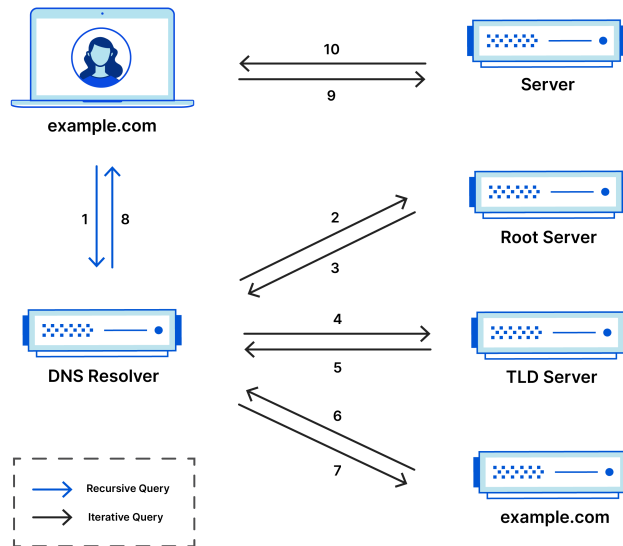 10
9
Server
example.com
1
8
2
3
Root Server
4
5
DNS Resolver
TLD Server
6
7
Recursive Query
Iterative Query
example.com